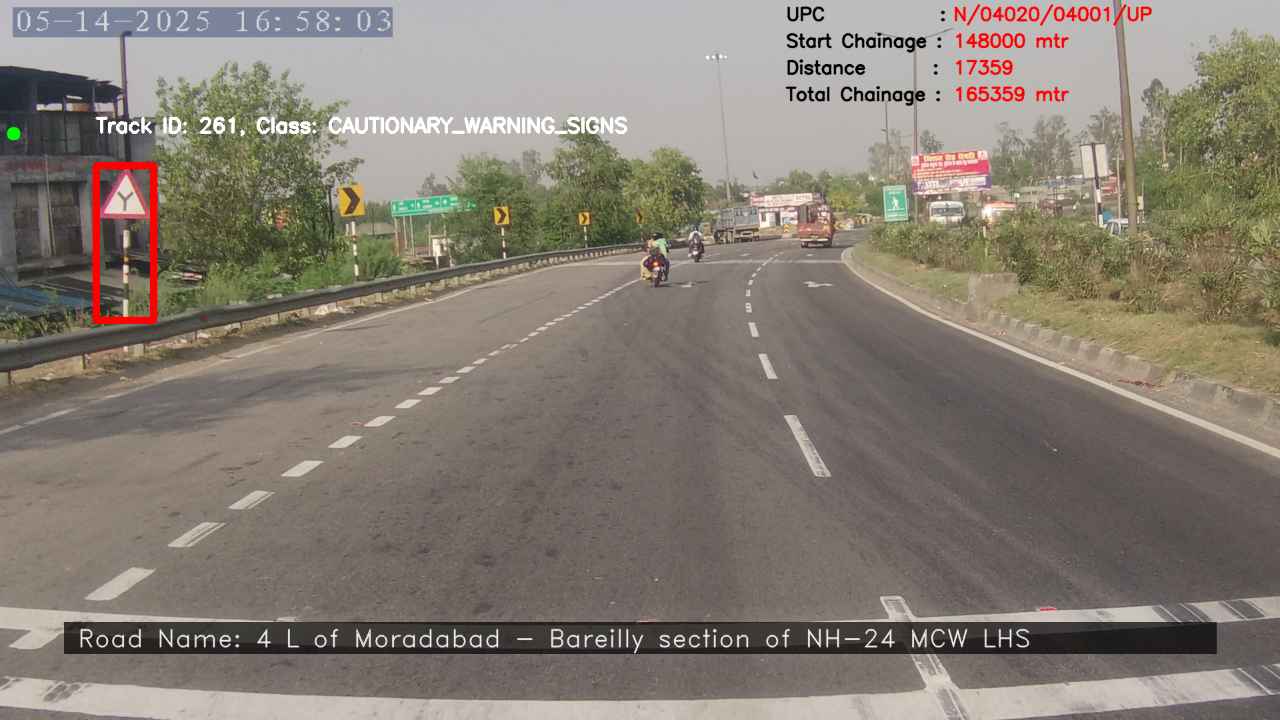 05-14-2025 16:58:03
UPC : N/04020/04001/UP
Start Chainage : 148000 mtr
Distance : 17359
Total Chainage : 165359 mtr
Track ID: 261, Class: CAUTIONARY_WARNING_SIGNS
Road Name: 4 L of Moradabad - Bareilly section of NH-24 MCW LHS